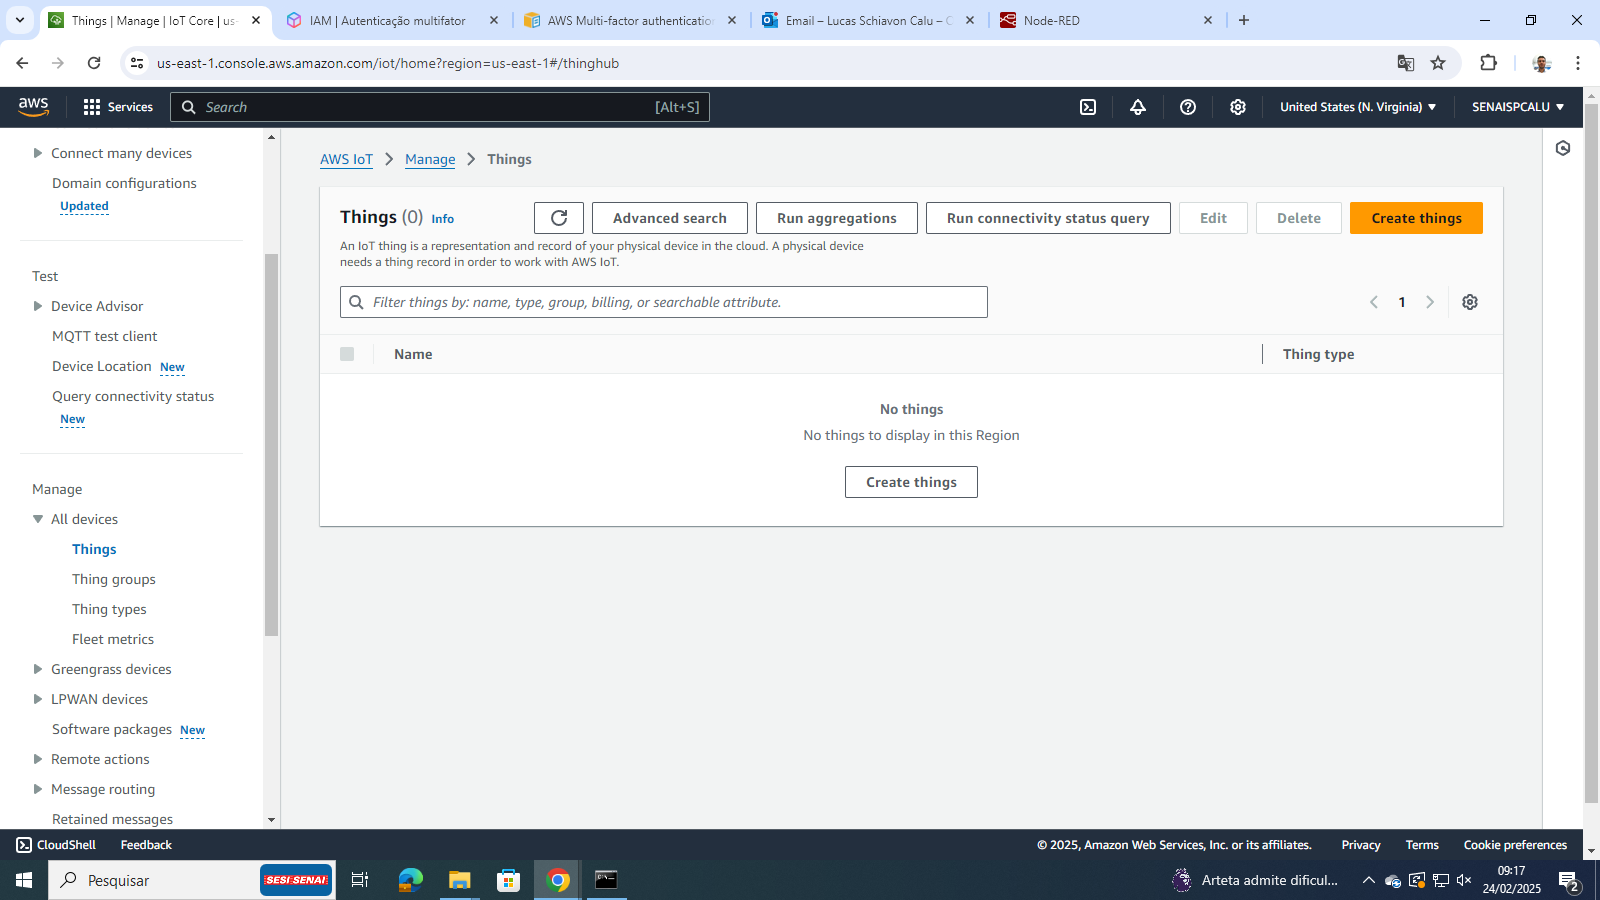 Things | Manage | IoT Core | us-
IAM | Autenticação multifator
AWS Multi-factor authentication
Email – Lucas Schiavon Calu –
Node-RED
us-east-1.console.aws.amazon.com/iot/home?region=us-east-1#/thinghub
aws
Services
Search
[Alt+S]
United States (N. Virginia)
SENAISPCALU
Connect many devices
Domain configurations
Updated
Test
Device Advisor
MQTT test client
Device Location New
Query connectivity status
New
Manage
All devices
Things
Thing groups
Thing types
Fleet metrics
Greengrass devices
LPWAN devices
Software packages New
Remote actions
Message routing
Retained messages
AWS IoT
Manage
Things
Things (0) Info
Advanced search
Run aggregations
Run connectivity status query
Edit
Delete
Create things
An IoT thing is a representation and record of your physical device in the cloud. A physical device
needs a thing record in order to work with AWS IoT.
Filter things by: name, type, group, billing, or searchable attribute.
1
Name
Thing type
No things
No things to display in this Region
Create things
CloudShell
Feedback
© 2025, Amazon Web Services, Inc. or its affiliates.
Privacy
Terms
Cookie preferences
Pesquisar
SESI SENAI
Arteta admite dificul...
09:17
24/02/2025
2